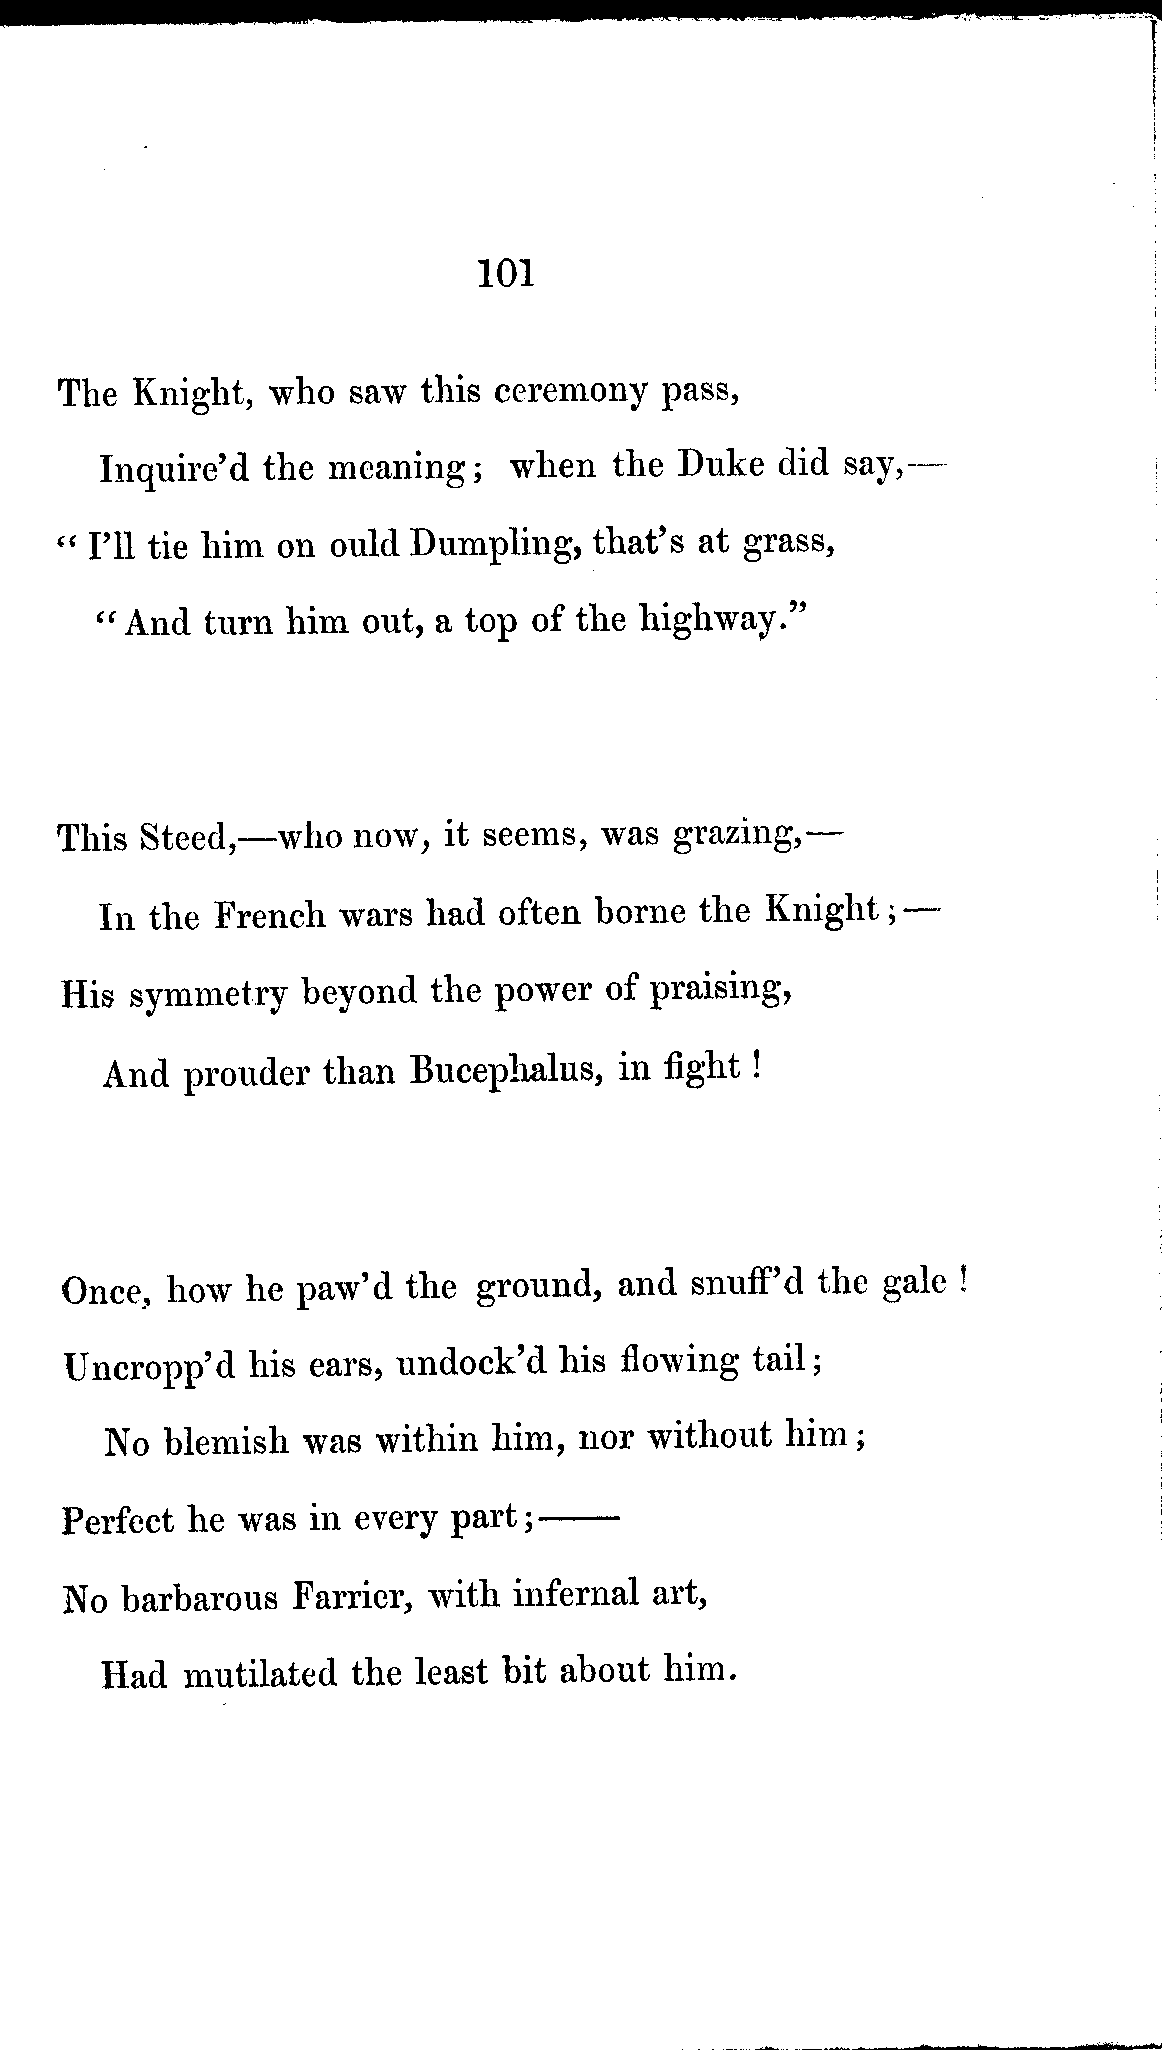 101
The Knight, who saw this ceremony pass,
Inquire'd the meaning; when the Duke did say,—
“I'll tie him on ould Dumpling, that's at grass,
“And turn him out, a top of the highway.”
This Steed,—who now, it seems, was grazing,—
In the French wars had often borne the Knight;—
His symmetry beyond the power of praising,
And prouder than Bucephalus, in fight!
Once, how he paw'd the ground, and snuff'd the gale!
Uncropp'd his ears, undock'd his flowing tail;
No blemish was within him, nor without him;
Perfect he was in every part;——
No barbarous Farrier, with infernal art,
Had mutilated the least bit about him.